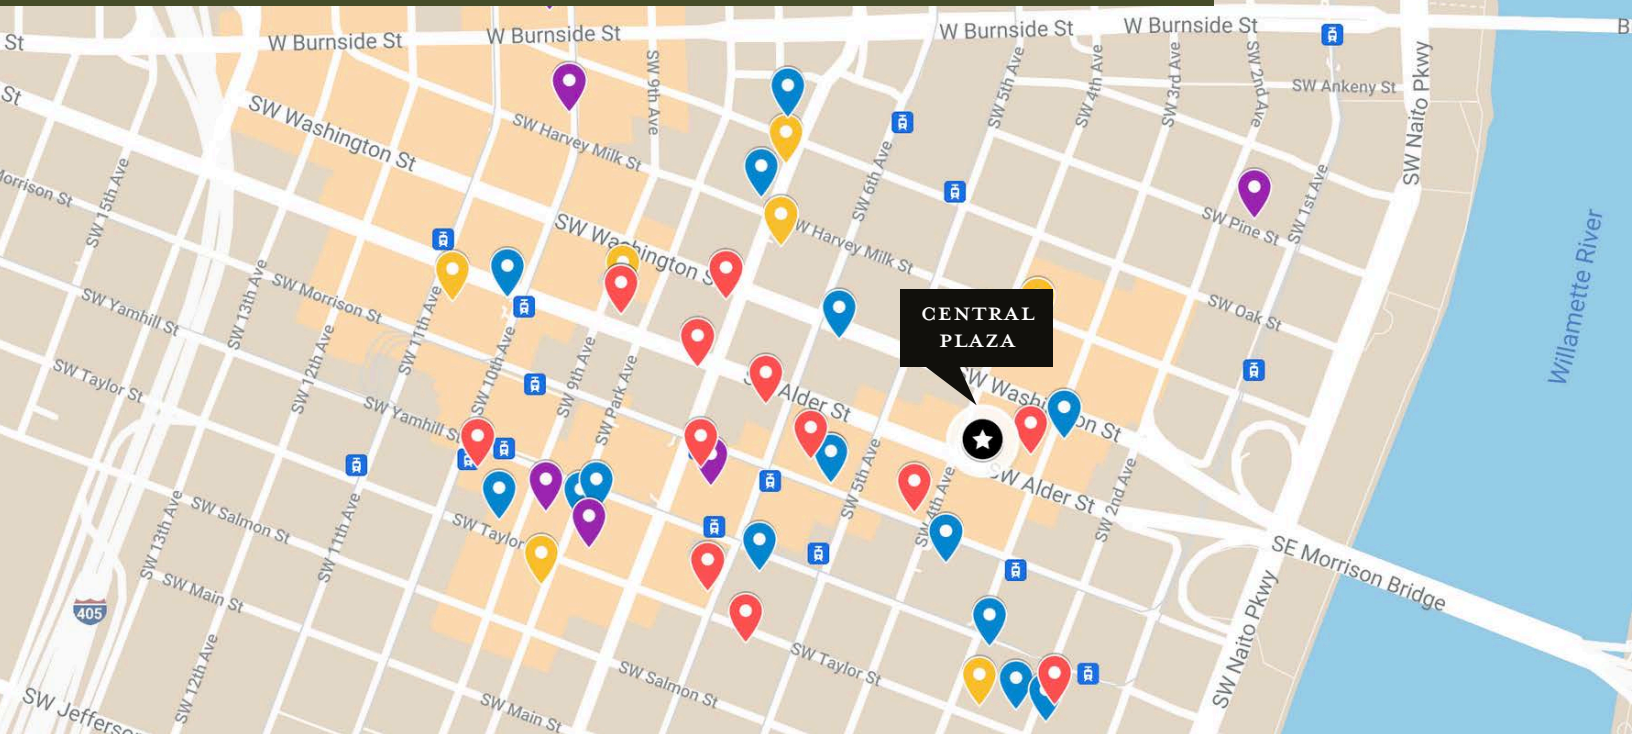 St
W Burnside St
W Burnside St
W Burnside St
W Burnside St
B
St
SW Washington St
SW Harvey Milk St
SW 9th Ave
SW 5th Ave
SW 4th Ave
SW 3rd Ave
SW 2nd Ave
SW Ankeny St
SW Naito Pkwy
SW 15th Ave
SW 6th Ave
SW 1st Ave
SW Pine St
Willamette River
SW Washington S
W Harvey Milk St
SW Morrison St
SW 13th Ave
SW Yamhill St
SW 11th Ave
SW 12th Ave
SW 10th Ave
SW 9th Ave
SW Park Ave
SW Oak St
CENTRAL
PLAZA
SW Washington St
Alder St
SW Taylor St
SW Yamhill St
SW 5th Ave
SW 4th Ave
SW Alder St
SW 2nd Ave
SW Salmon St
SW 11th Ave
SW 13th Ave
SW Taylor
SE Morrison Bridge
405
SW Main St
SW 12th Ave
SW Taylor St
SW Salmon St
SW Naito Pkwy
SW Main St
SW Jefferso